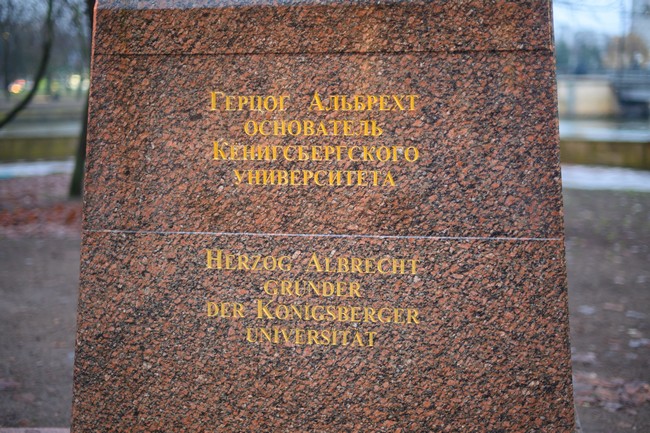 Герцог Альбрехт
основатель
Кенигсбергского
университета
Herzog Albrecht
gründer
der Königsberger
universität